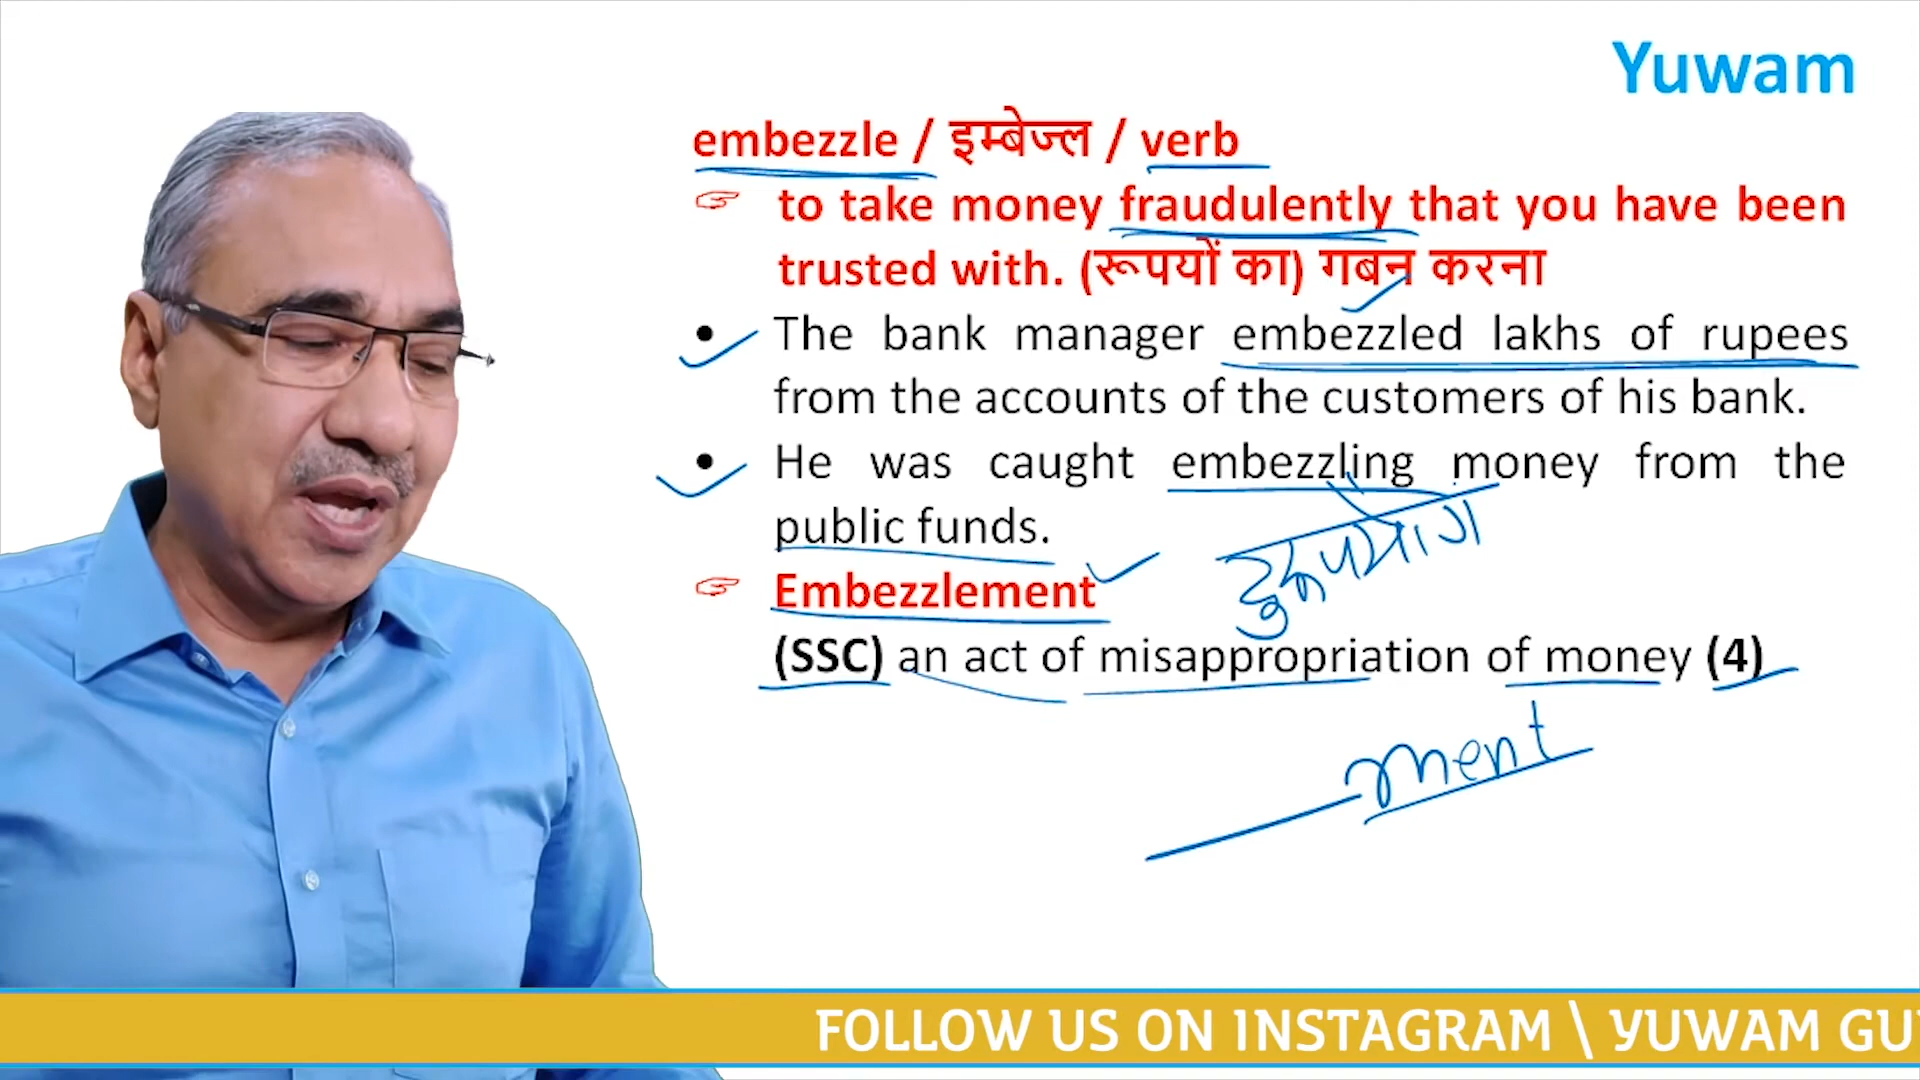 Yuwam
embezzle / इम्बेज्ल / verb
☞ to take money fraudulently that you have been
trusted with. (रूपयों का) गबन करना
• The bank manager embezzled lakhs of rupees
from the accounts of the customers of his bank.
• He was caught embezzling money from the
public funds.
दुरूपयोग
☞ Embezzlement
(SSC) an act of misappropriation of money (4)
ment
FOLLOW US ON INSTAGRAM \ YUWAM GU